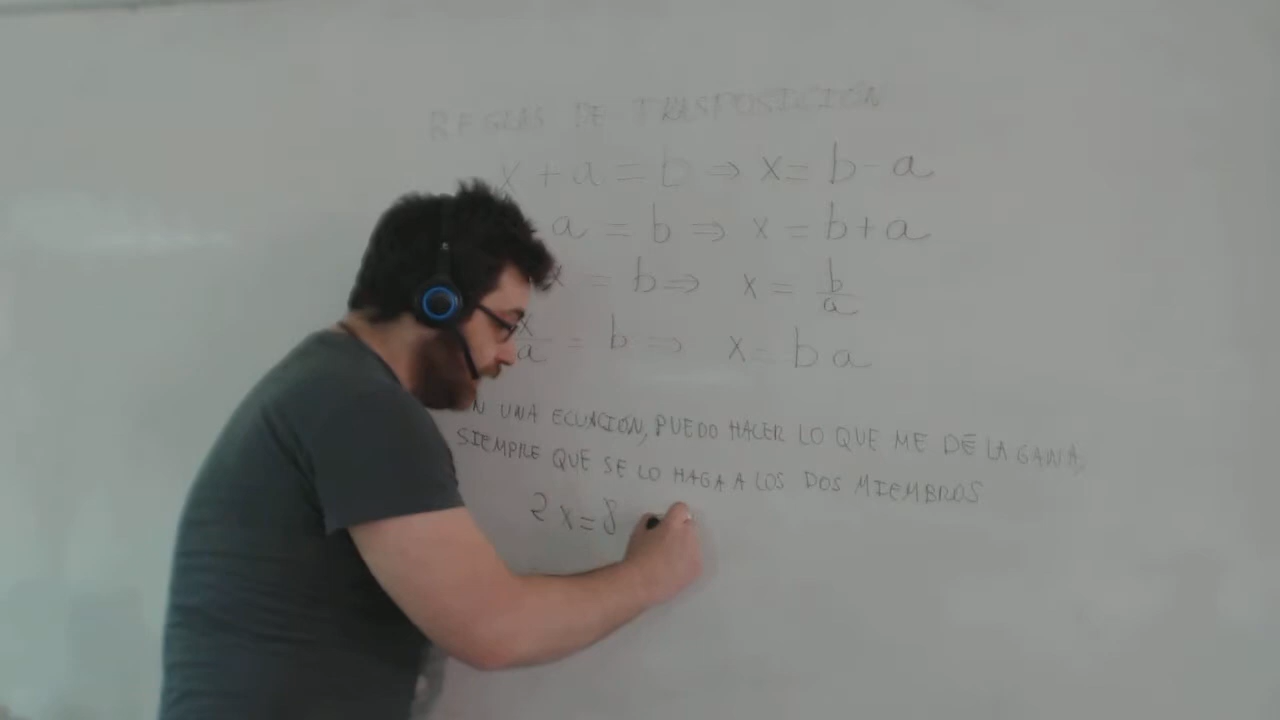 REGLAS DE TRASPOSICIÓN
x + a = b ⇒ x = b - a
a = b ⇒ x = b + a
x = b ⇒ x = b/a
x/a = b ⇒ x = b a
N UNA ECUACIÓN, PUEDO HACER LO QUE ME DE LA GANA,
SIEMPRE QUE SE LO HAGA A LOS DOS MIEMBROS
2x = 8